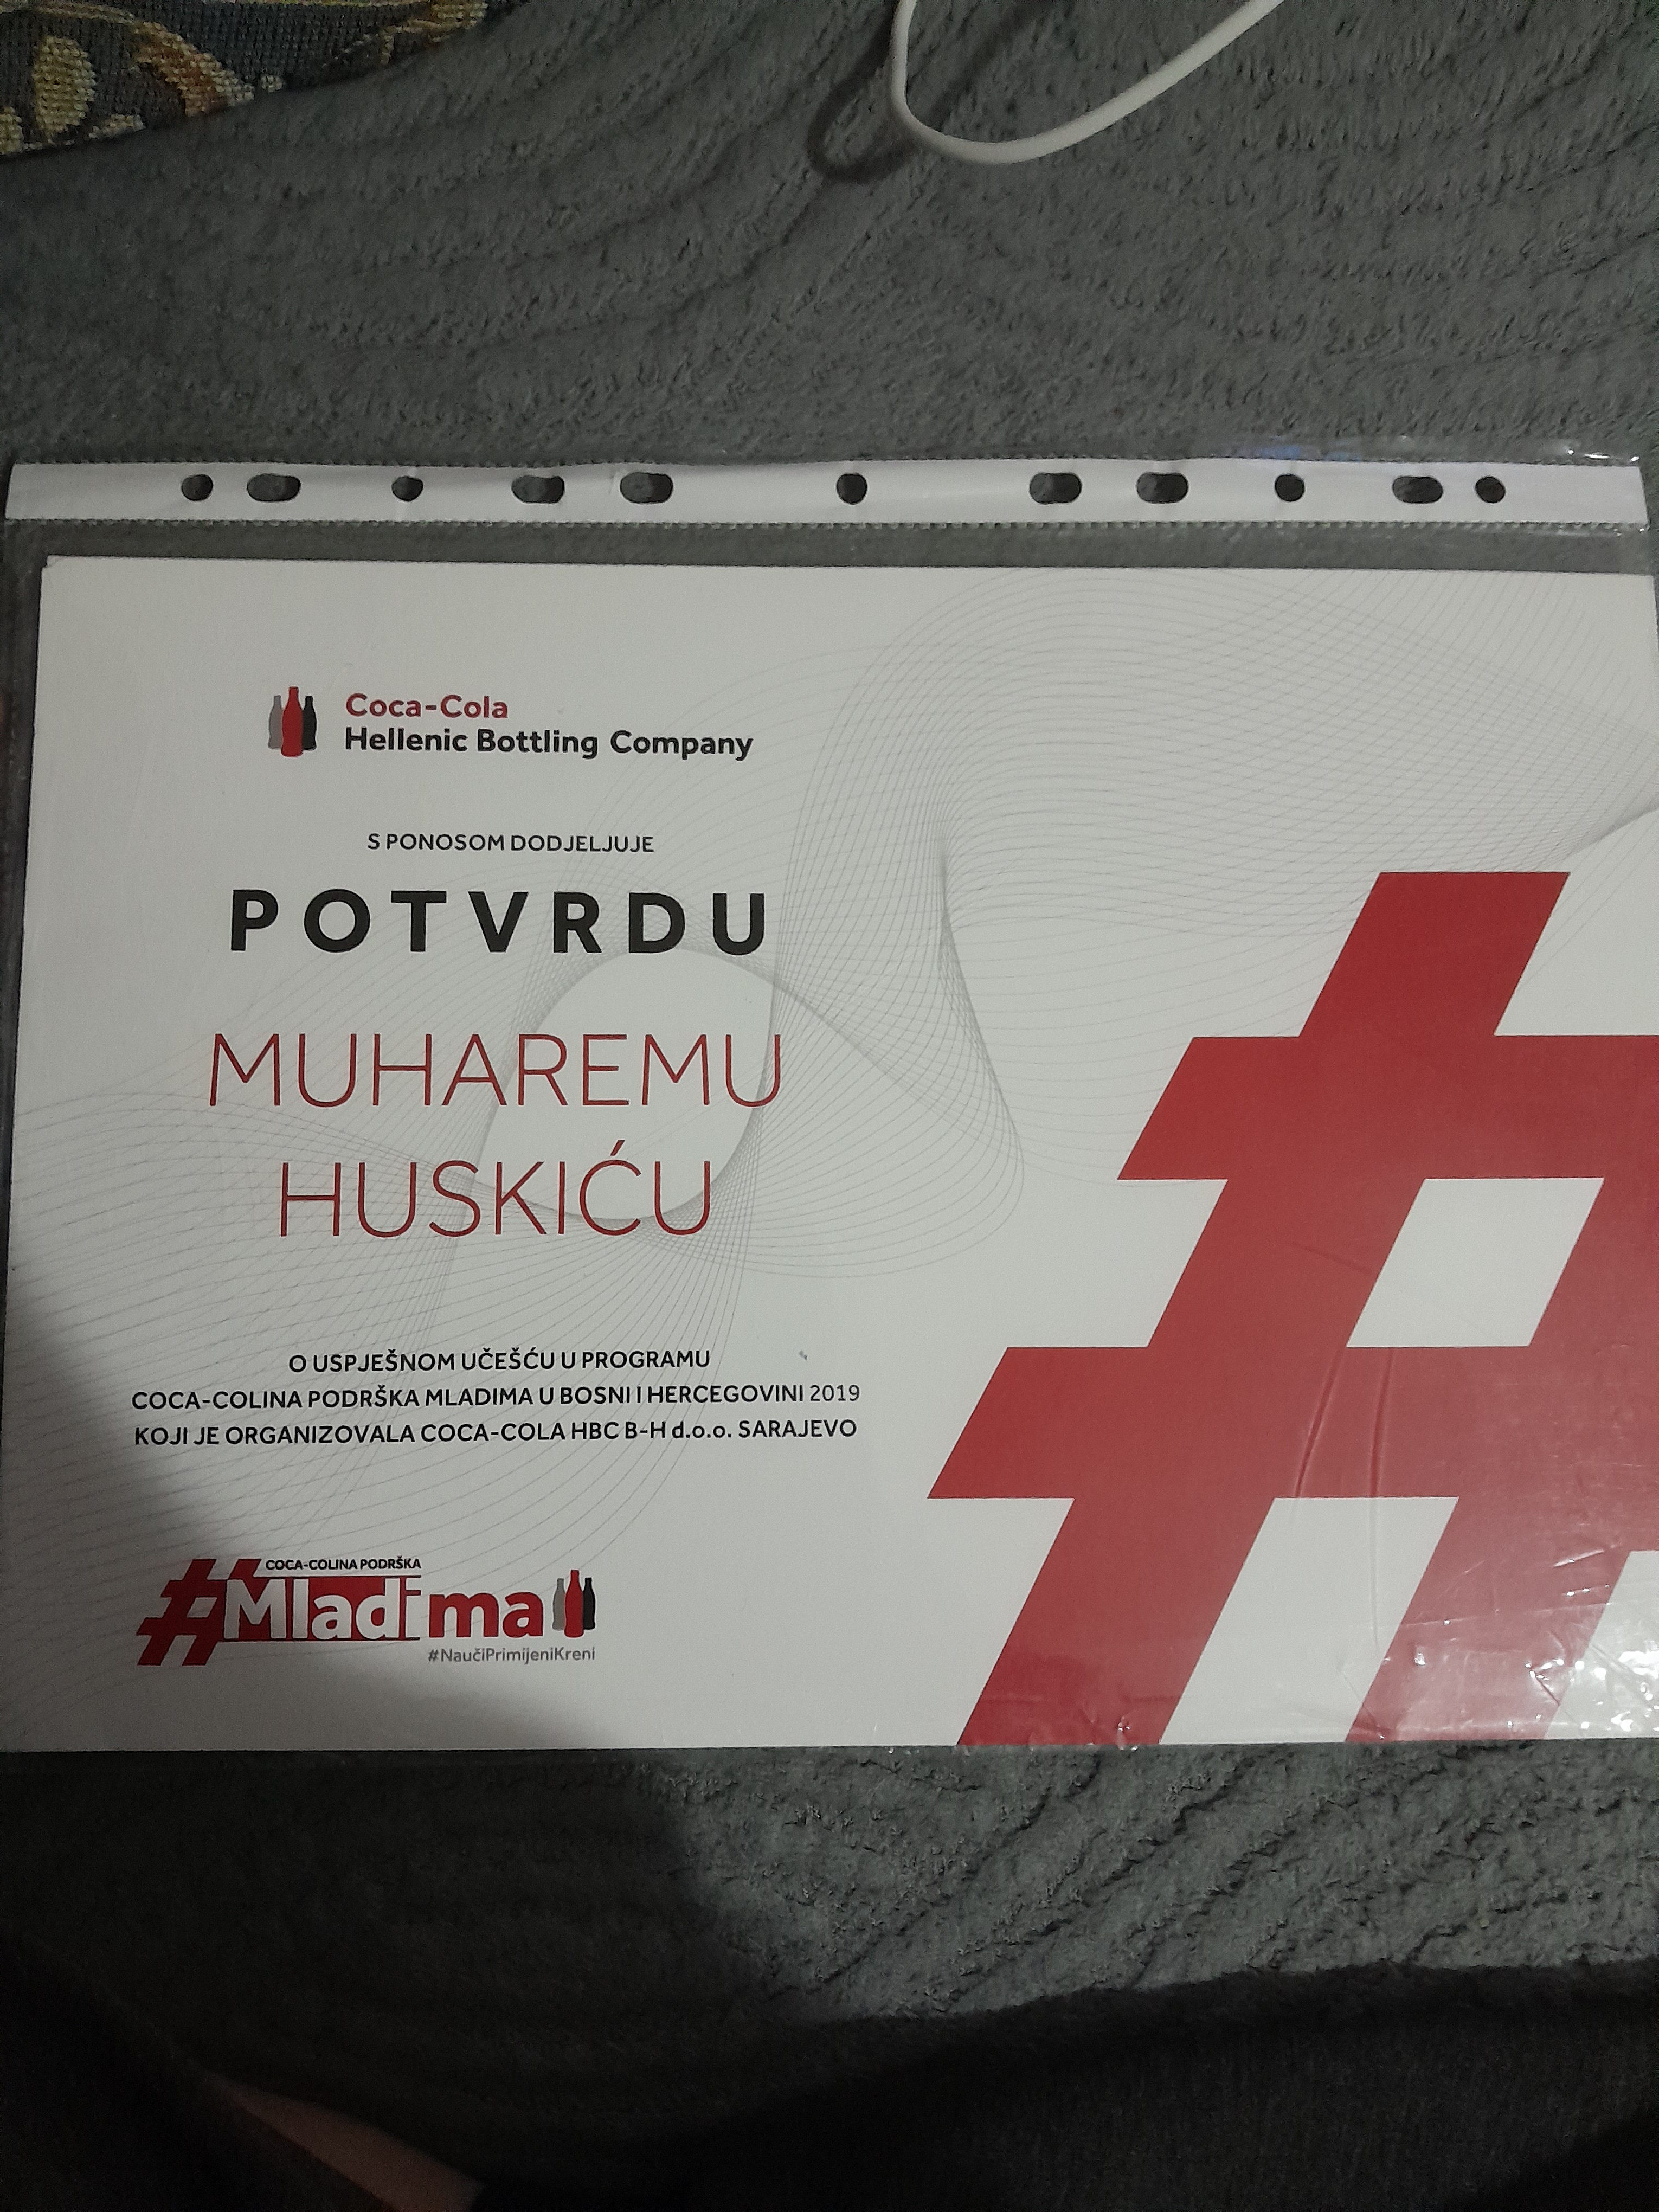 Coca-Cola
Hellenic Bottling Company
S PONOSOM DODJELJUJE
POTVRDU
MUHAREMU
HUSKIĆU
O USPJEŠNOM UČEŠĆU U PROGRAMU
COCA-COLINA PODRŠKA MLADIMA U BOSNI I HERCEGOVINI 2019
KOJI JE ORGANIZOVALA COCA-COLA HBC B-H d.o.o. SARAJEVO
COCA-COLINA PODRŠKA
#Mladima
#NaučiPrimijeniKreni